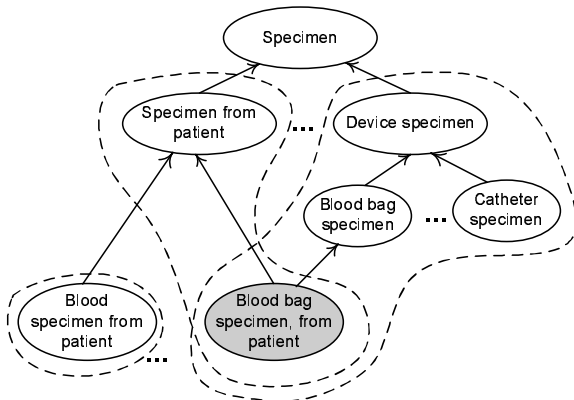 Specimen
Specimen from
patient
...
Device specimen
Blood bag
specimen
...
Catheter
specimen
Blood
specimen from
patient
...
Blood bag
specimen, from
patient